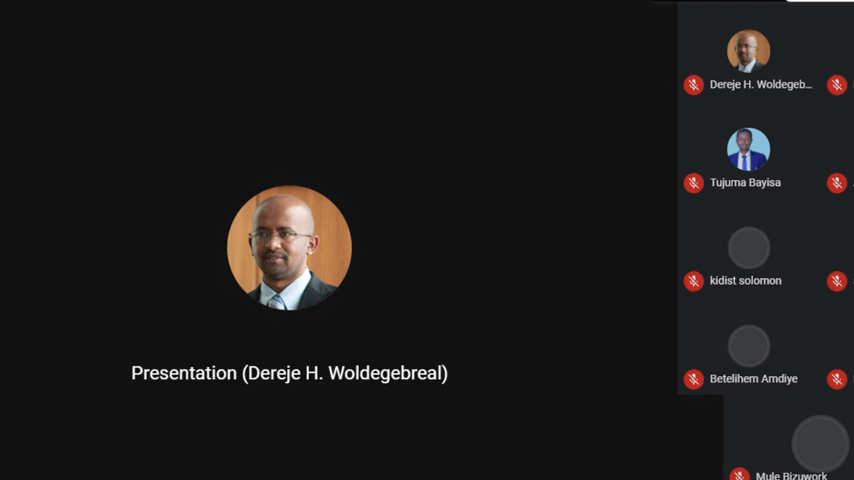 Dereje H. Woldegeb...
Tujuma Bayisa
kidist solomon
Betelihem Amdiye
Presentation (Dereje H. Woldegebreal)
Mule Bizuwork